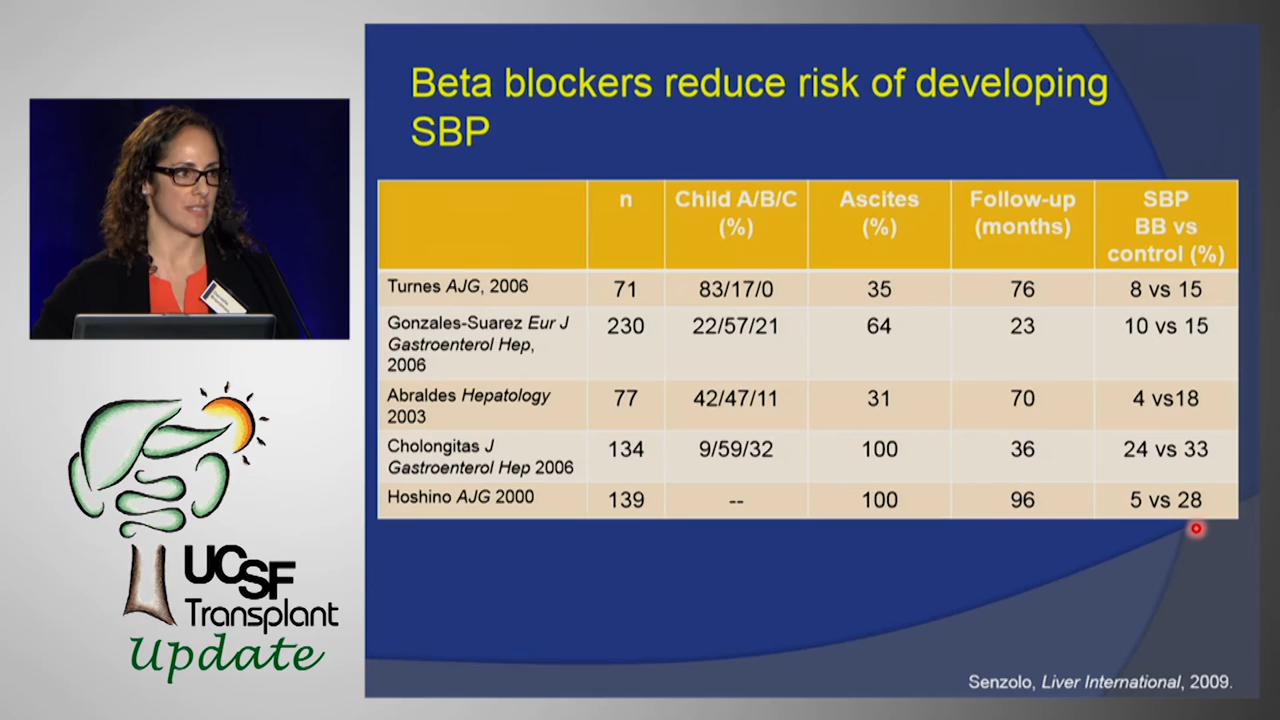 Beta blockers reduce risk of developing
SBP
n
Child A/B/C
(%)
Ascites
(%)
Follow-up
(months)
SBP
BB vs
control (%)
Turnes AJG, 2006
71
83/17/0
35
76
8 vs 15
Gonzales-Suarez Eur J
Gastroenterol Hep,
2006
230
22/57/21
64
23
10 vs 15
Abraldes Hepatology
2003
77
42/47/11
31
70
4 vs18
Cholongitas J
Gastroenterol Hep 2006
134
9/59/32
100
36
24 vs 33
Hoshino AJG 2000
139
--
100
96
5 vs 28
Senzolo, Liver International, 2009.
UCSF
Transplant
Update